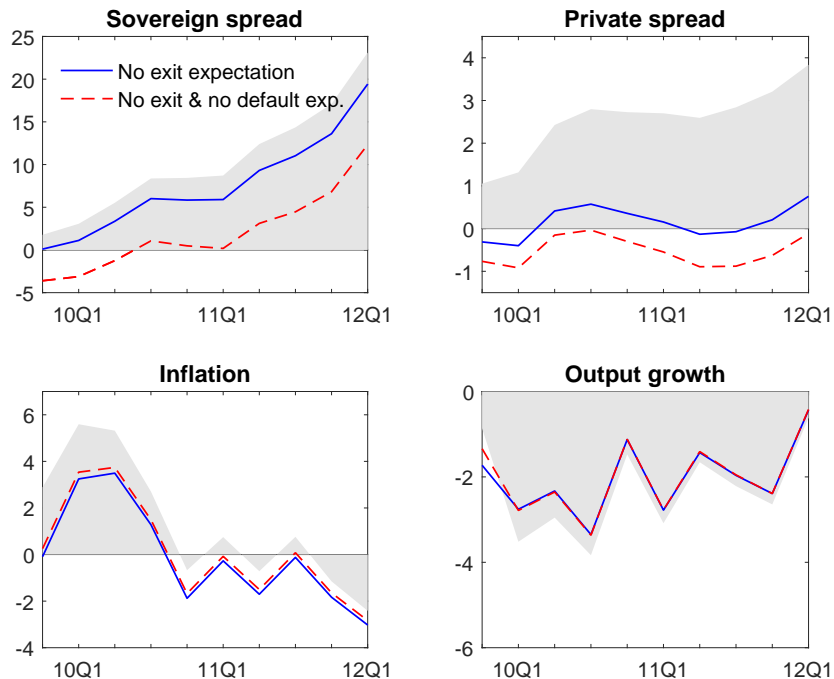 Sovereign spread
25
20
15
10
5
0
-5
No exit expectation
No exit & no default exp.
10Q1 11Q1 12Q1
Private spread
4
3
2
1
0
-1
10Q1 11Q1 12Q1
Inflation
6
4
2
0
-2
-4
10Q1 11Q1 12Q1
Output growth
0
-2
-4
-6
10Q1 11Q1 12Q1